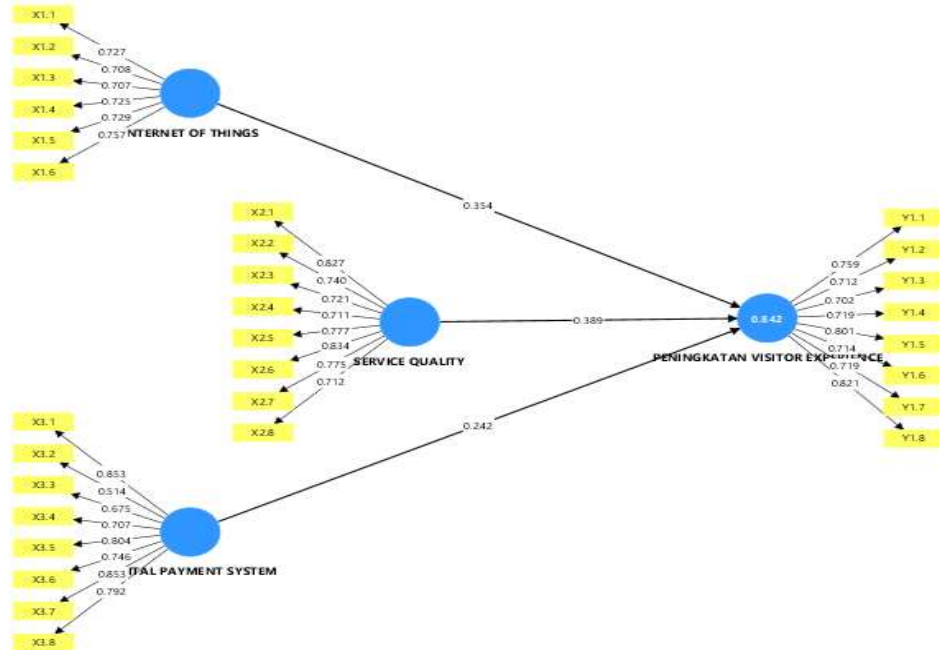 X1.1
X1.2
X1.3
X1.4
X1.5
X1.6
0.727
0.708
0.707
0.725
0.729
0.757
NTERNET OF THINGS
0.354
X2.1
X2.2
X2.3
X2.4
X2.5
X2.6
X2.7
X2.8
0.827
0.740
0.721
0.711
0.777
0.834
0.775
0.712
SERVICE QUALITY
0.389
X3.1
X3.2
X3.3
X3.4
X3.5
X3.6
X3.7
X3.8
0.853
0.514
0.675
0.707
0.804
0.746
0.853
0.792
ITAL PAYMENT SYSTEM
0.242
0.842
PENINGKATAN VISITOR EXPERIENCE
0.759
0.712
0.702
0.719
0.801
0.714
0.719
0.821
Y1.1
Y1.2
Y1.3
Y1.4
Y1.5
Y1.6
Y1.7
Y1.8